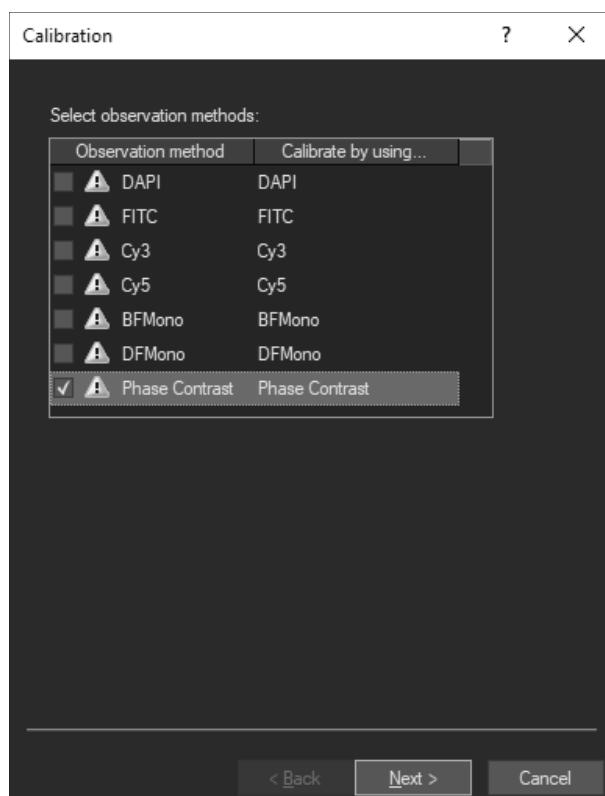 Calibration ?
Select observation methods:
Observation method Calibrate by using...
DAPI DAPI
FITC FITC
Cy3 Cy3
Cy5 Cy5
BFMono BFMono
DFMono DFMono
Phase Contrast Phase Contrast
< Back Next > Cancel